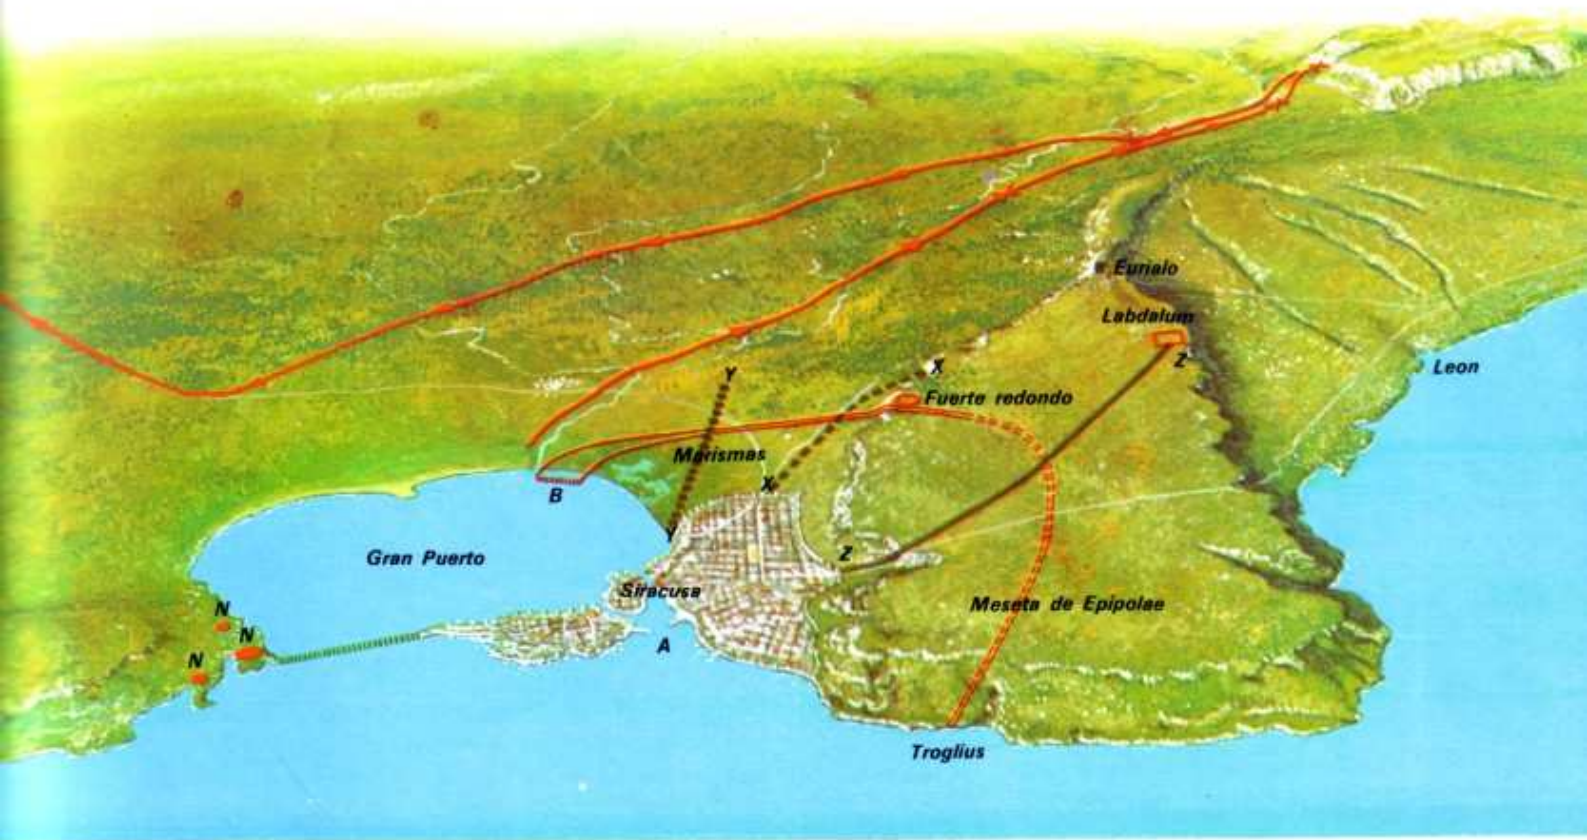 Eurialo
Labdalum
Z
Leon
Y
X
Fuerte redondo
Marismas
X
B
Y
Gran Puerto
Z
Siracusa
Meseta de Epipolae
N
N
A
N
Troglius